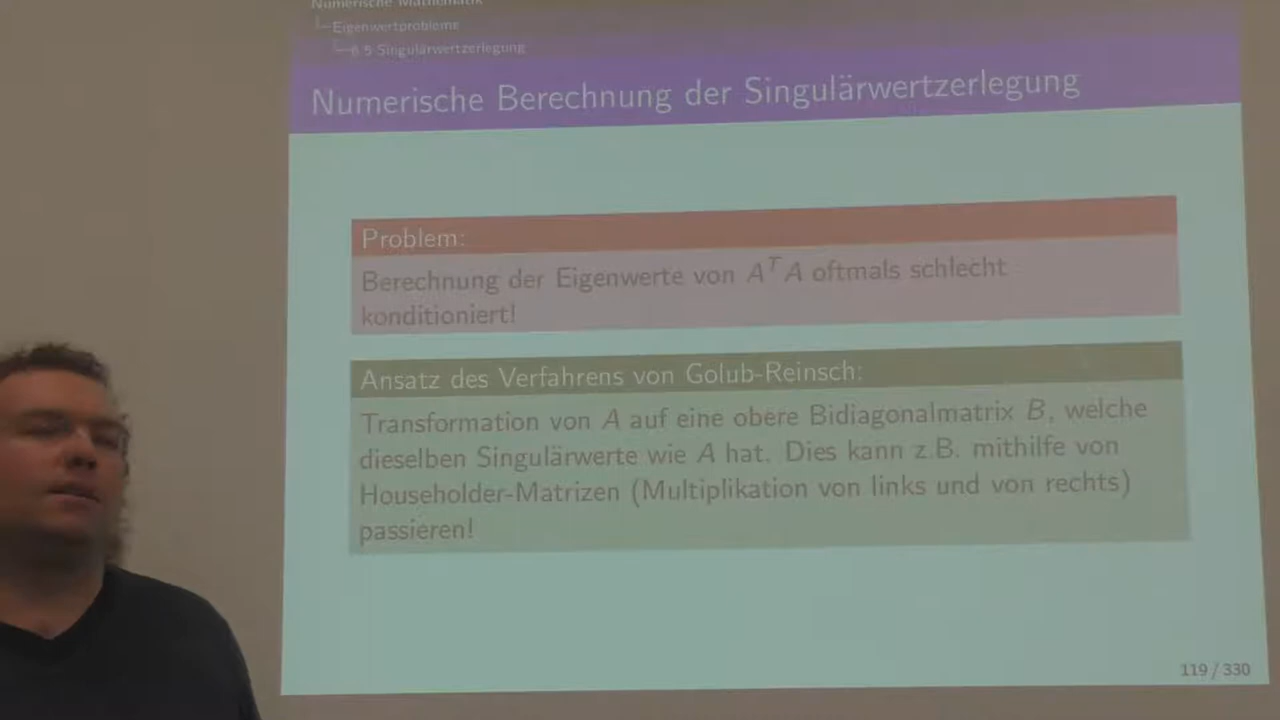 Numerische Mathematik
Eigenwertprobleme
6.5 Singulärwertzerlegung
Numerische Berechnung der Singulärwertzerlegung
Problem:
Berechnung der Eigenwerte von AᵀA oftmals schlecht
konditioniert!
Ansatz des Verfahrens von Golub-Reinsch:
Transformation von A auf eine obere Bidiagonalmatrix B, welche
dieselben Singulärwerte wie A hat. Dies kann z.B. mithilfe von
Householder-Matrizen (Multiplikation von links und von rechts)
passieren!
119 / 330